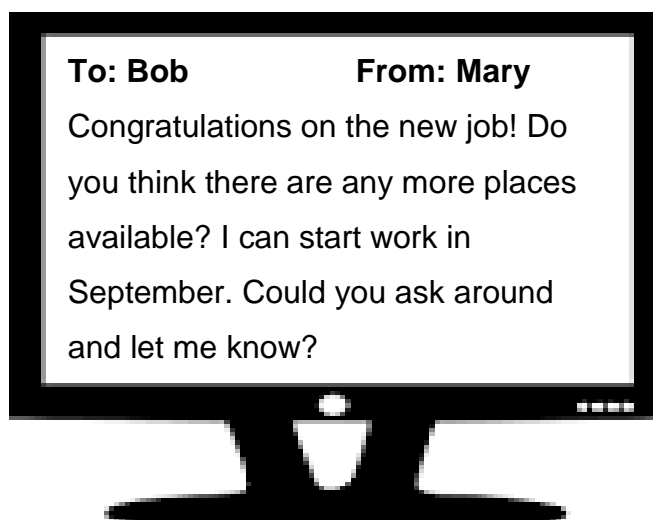 To: Bob From: Mary
Congratulations on the new job! Do
you think there are any more places
available? I can start work in
September. Could you ask around
and let me know?